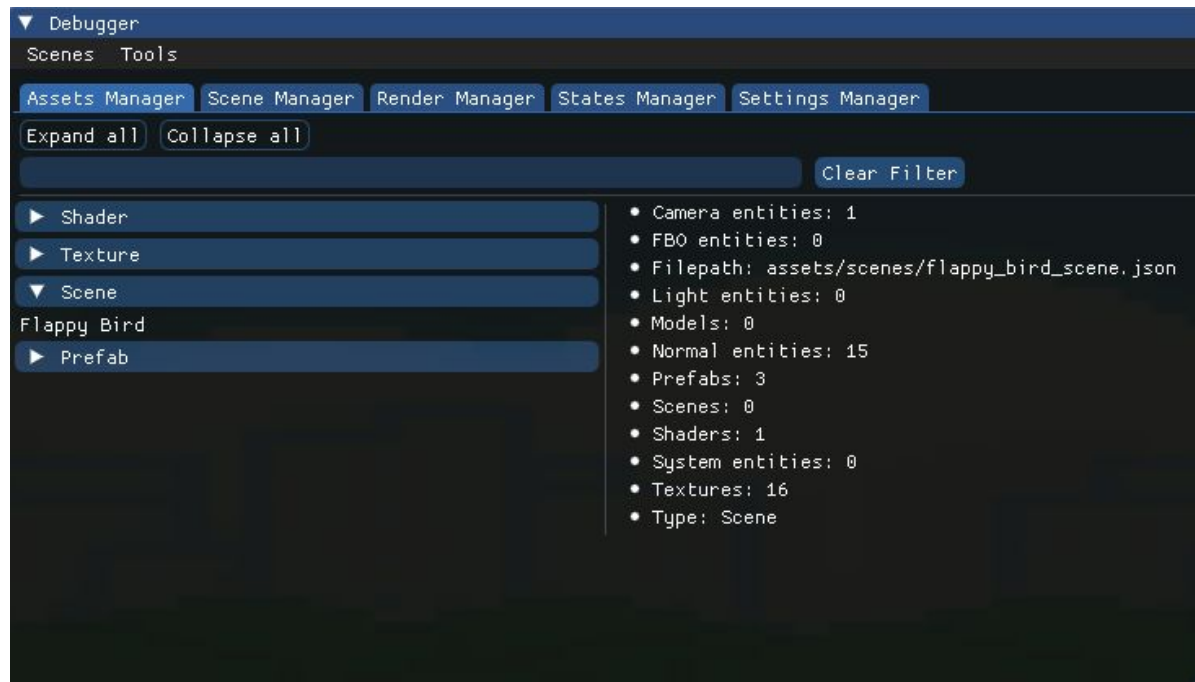 Debugger
Scenes Tools
Assets Manager Scene Manager Render Manager States Manager Settings Manager
Expand all Collapse all
Clear Filter
Shader
Texture
Scene
Flappy Bird
Prefab
Camera entities: 1
FBO entities: 0
Filepath: assets/scenes/flappy_bird_scene.json
Light entities: 0
Models: 0
Normal entities: 15
Prefabs: 3
Scenes: 0
Shaders: 1
System entities: 0
Textures: 16
Type: Scene